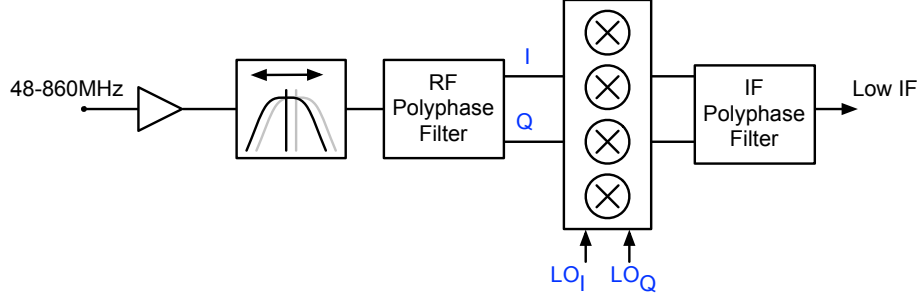 48-860MHz
RF
Polyphase
Filter
I
Q
LOI
LOQ
IF
Polyphase
Filter
Low IF